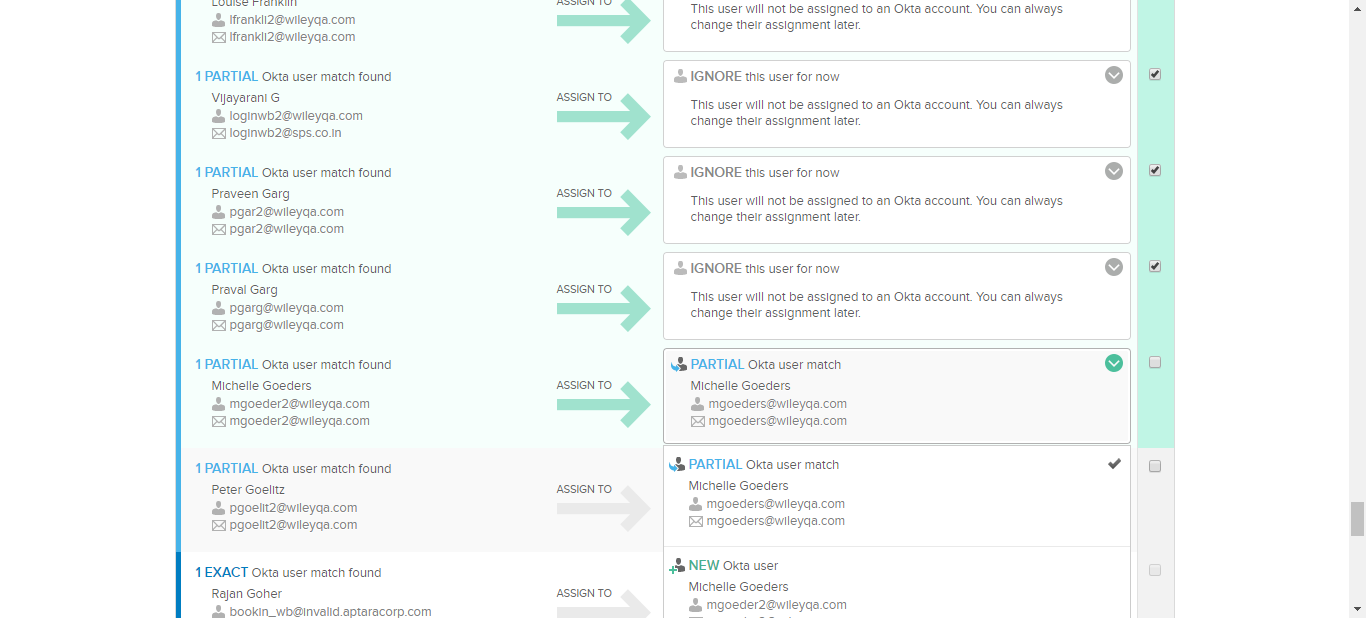 Louise Franklin
lfrankli2@wileyqa.com
lfrankli2@wileyqa.com
ASSIGN TO
This user will not be assigned to an Okta account. You can always
change their assignment later.
1 PARTIAL Okta user match found
Vijayarani G
loginwb2@wileyqa.com
loginwb2@sps.co.in
ASSIGN TO
IGNORE this user for now
This user will not be assigned to an Okta account. You can always
change their assignment later.
1 PARTIAL Okta user match found
Praveen Garg
pgar2@wileyqa.com
pgar2@wileyqa.com
ASSIGN TO
IGNORE this user for now
This user will not be assigned to an Okta account. You can always
change their assignment later.
1 PARTIAL Okta user match found
Praval Garg
pgarg@wileyqa.com
pgarg@wileyqa.com
ASSIGN TO
IGNORE this user for now
This user will not be assigned to an Okta account. You can always
change their assignment later.
1 PARTIAL Okta user match found
Michelle Goeders
mgoeder2@wileyqa.com
mgoeder2@wileyqa.com
ASSIGN TO
PARTIAL Okta user match
Michelle Goeders
mgoeders@wileyqa.com
mgoeders@wileyqa.com
1 PARTIAL Okta user match found
Peter Goelitz
pgoelit2@wileyqa.com
pgoelit2@wileyqa.com
ASSIGN TO
PARTIAL Okta user match
Michelle Goeders
mgoeders@wileyqa.com
mgoeders@wileyqa.com
1 EXACT Okta user match found
Rajan Goher
bookin_wb@invalid.aptaracorp.com
ASSIGN TO
NEW Okta user
Michelle Goeders
mgoeder2@wileyqa.com